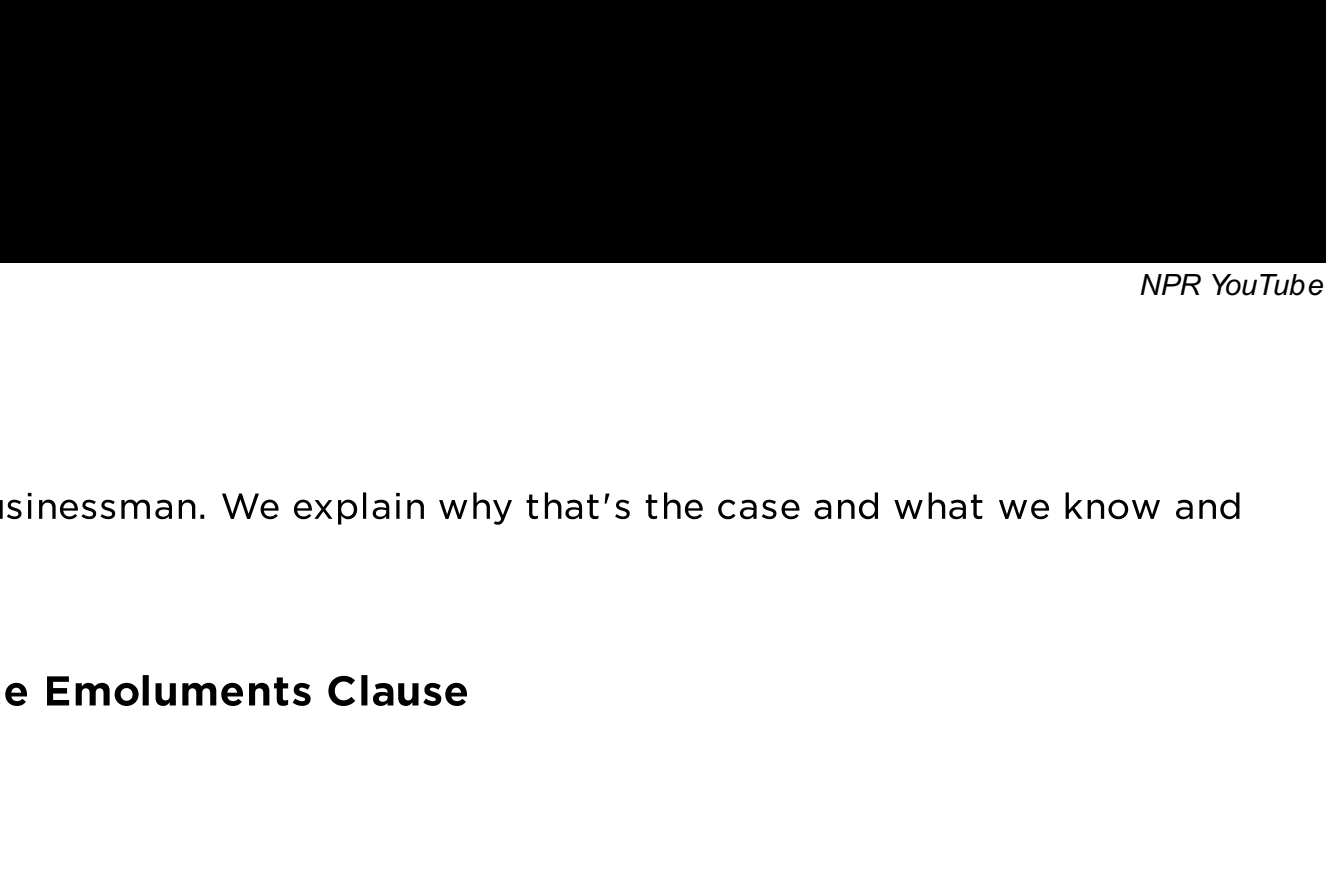 NPR YouTube
usinessman. We explain why that's the case and what we know and
e Emoluments Clause